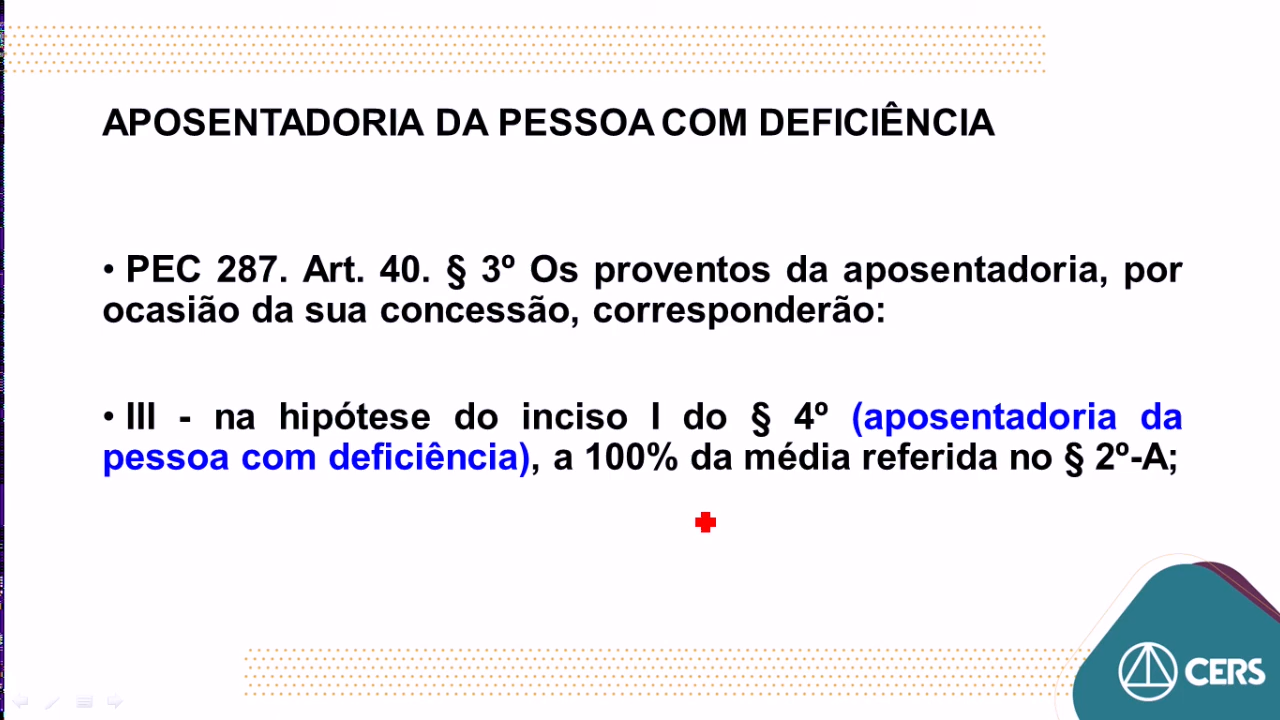 APOSENTADORIA DA PESSOA COM DEFICIÊNCIA
• PEC 287. Art. 40. § 3º Os proventos da aposentadoria, por
ocasião da sua concessão, corresponderão:
• III - na hipótese do inciso I do § 4º (aposentadoria da
pessoa com deficiência), a 100% da média referida no § 2º-A;
CERS